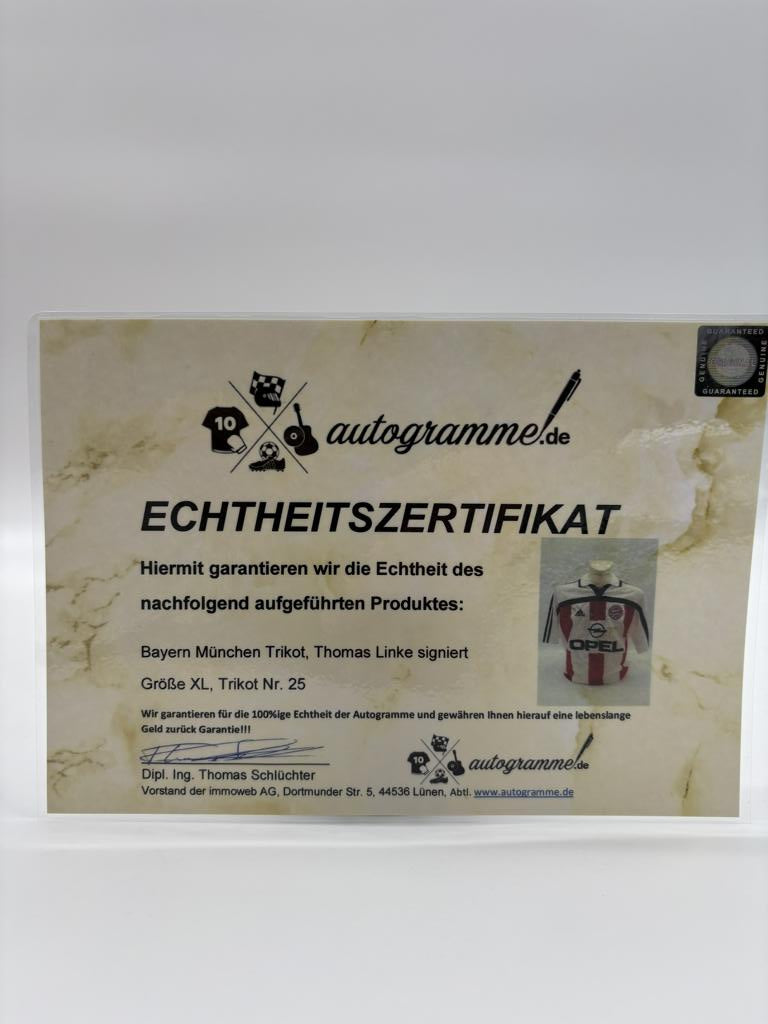 GUARANTEED
GENUINE
GENUINE
GUARANTEED
10
autogramme.de
ECHTHEITSZERTIFIKAT
Hiermit garantieren wir die Echtheit des
nachfolgend aufgeführten Produktes:
OPEL
Bayern München Trikot, Thomas Linke signiert
Größe XL, Trikot Nr. 25
Wir garantieren für die 100%ige Echtheit der Autogramme und gewähren Ihnen hierauf eine lebenslange
Geld zurück Garantie!!!
10
autogramme.de
Dipl. Ing. Thomas Schlüchter
Vorstand der immoweb AG, Dortmunder Str. 5, 44536 Lünen, Abtl. www.autogramme.de